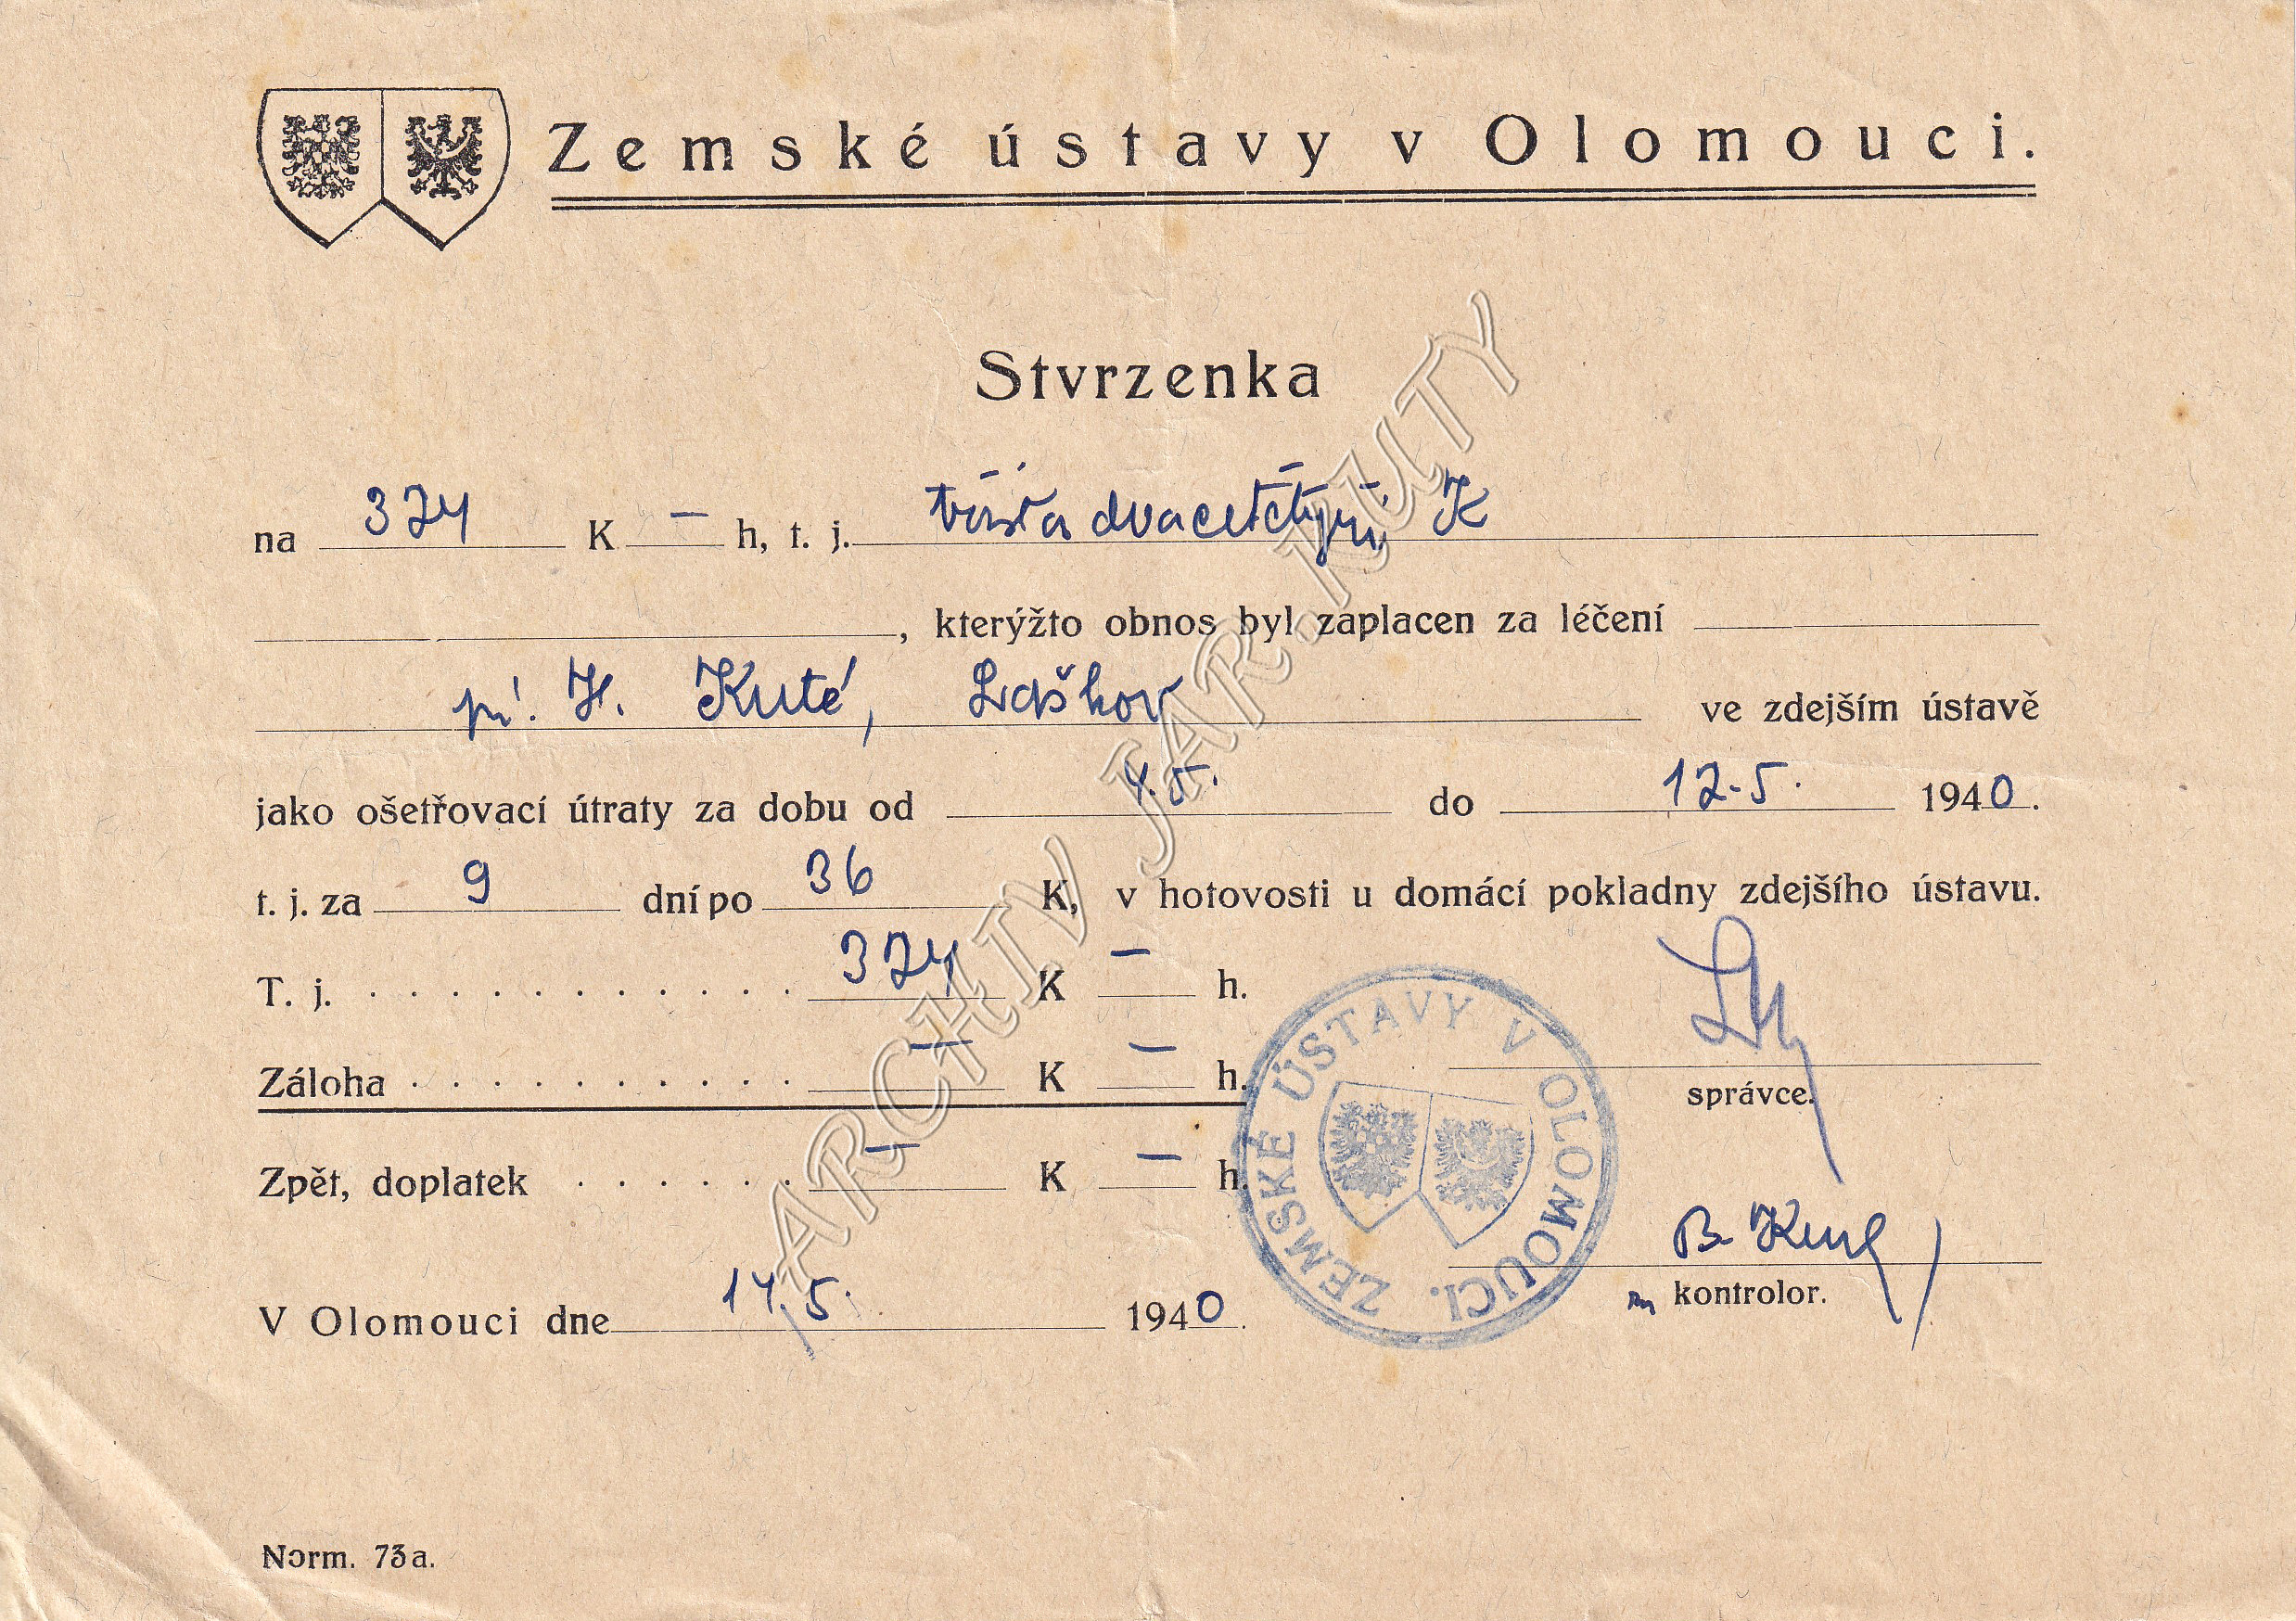 Zemské ústavy v Olomouci.
Stvrzenka
na 324 K — h, t. j. třista dvacetčtyři K
, kterýžto obnos byl zaplacen za léčení
pí. H. Kuté, Laškov ve zdejším ústavě
jako ošetřovací útraty za dobu od 4.5. do 12.5. 1940.
t. j. za 9 dní po 36 K, v hotovosti u domácí pokladny zdejšího ústavu.
T. j. . . . . . . . . . . . 324 K — h.
Záloha . . . . . . . . . . — K — h.
správce.
Zpět, doplatek . . . . . . — K — h.
kontrolor.
V Olomouci dne 14.5. 1940.
ZEMSKÉ ÚSTAVY V OLOMOUCI.
Norm. 73a.
ARCHIV JAR. KUTY